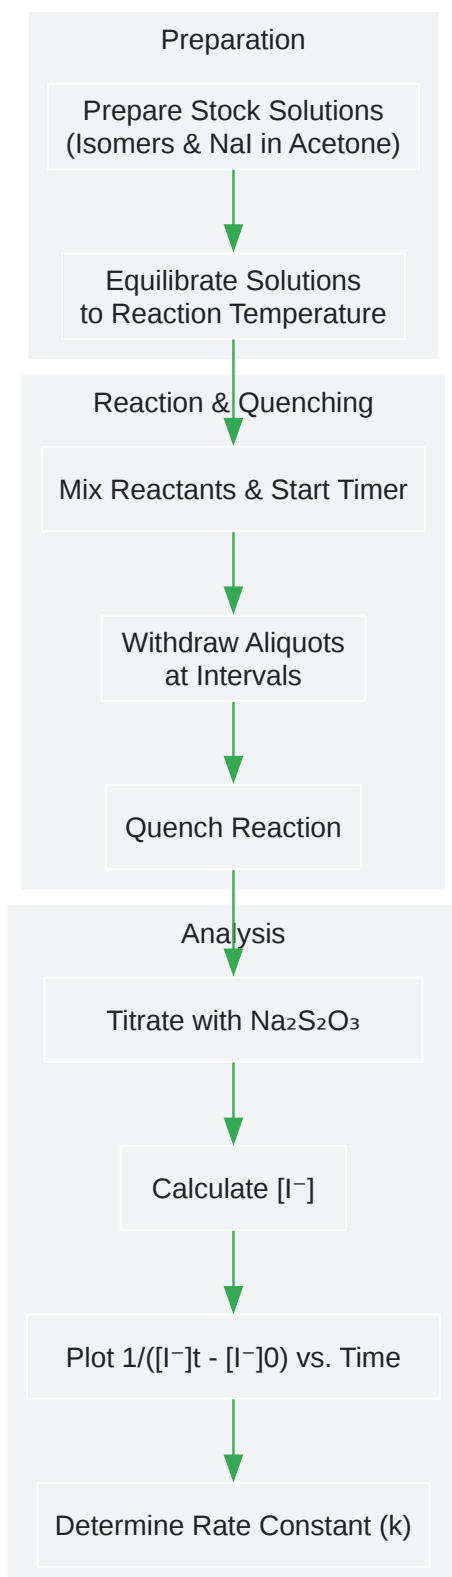 Preparation
Prepare Stock Solutions
(Isomers & NaI in Acetone)
Equilibrate Solutions
to Reaction Temperature
Reaction & Quenching
Mix Reactants & Start Timer
Withdraw Aliquots
at Intervals
Quench Reaction
Analysis
Titrate with Na₂S₂O₃
Calculate [I⁻]
Plot 1/([I⁻]t - [I⁻]0) vs. Time
Determine Rate Constant (k)